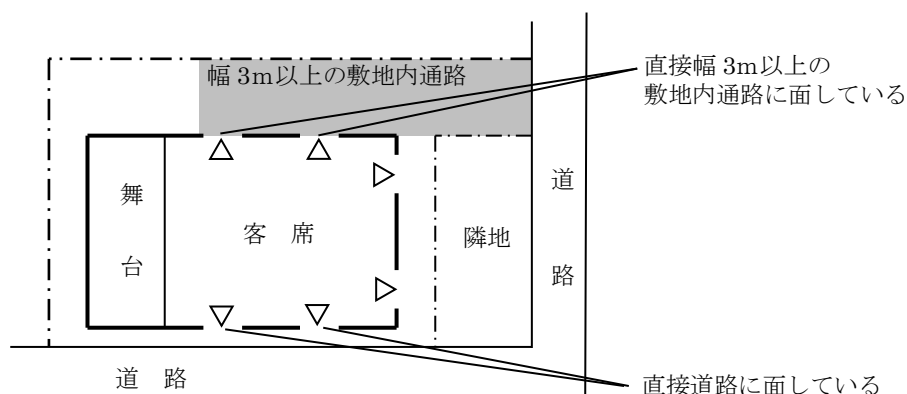 幅 3m以上の敷地内通路
直接幅 3m以上の
敷地内通路に面している
舞
台
客 席
隣地
道
路
道 路
直接道路に面している